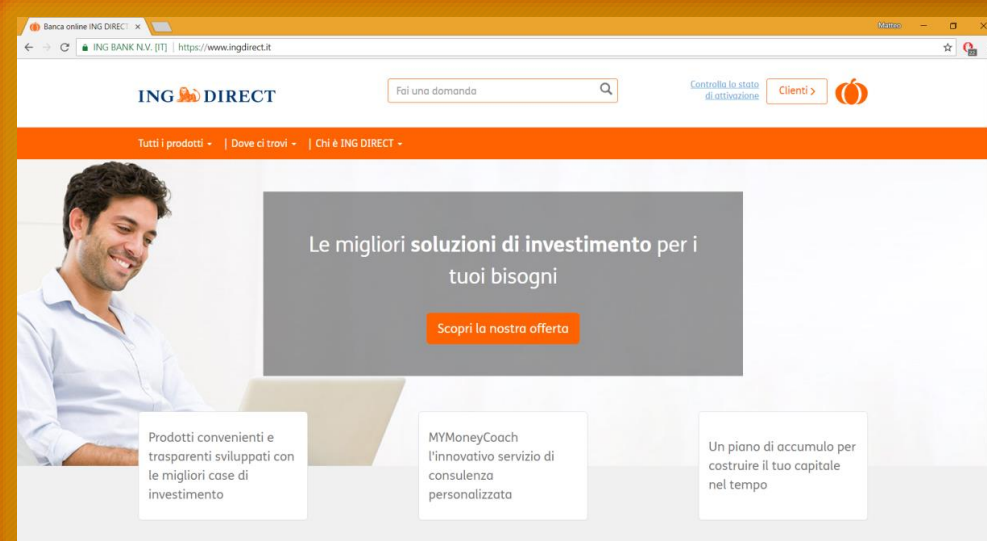 Banca online ING DIRECT
Matteo
ING BANK N.V. [IT] | https://www.ingdirect.it
ING DIRECT
Fai una domanda
Controlla lo stato
di attivazione
Clienti >
Tutti i prodotti | Dove ci trovi | Chi è ING DIRECT
Le migliori soluzioni di investimento per i
tuoi bisogni
Scopri la nostra offerta
Prodotti convenienti e
trasparenti sviluppati con
le migliori case di
investimento
MYMoneyCoach
l'innovativo servizio di
consulenza
personalizzata
Un piano di accumulo per
costruire il tuo capitale
nel tempo